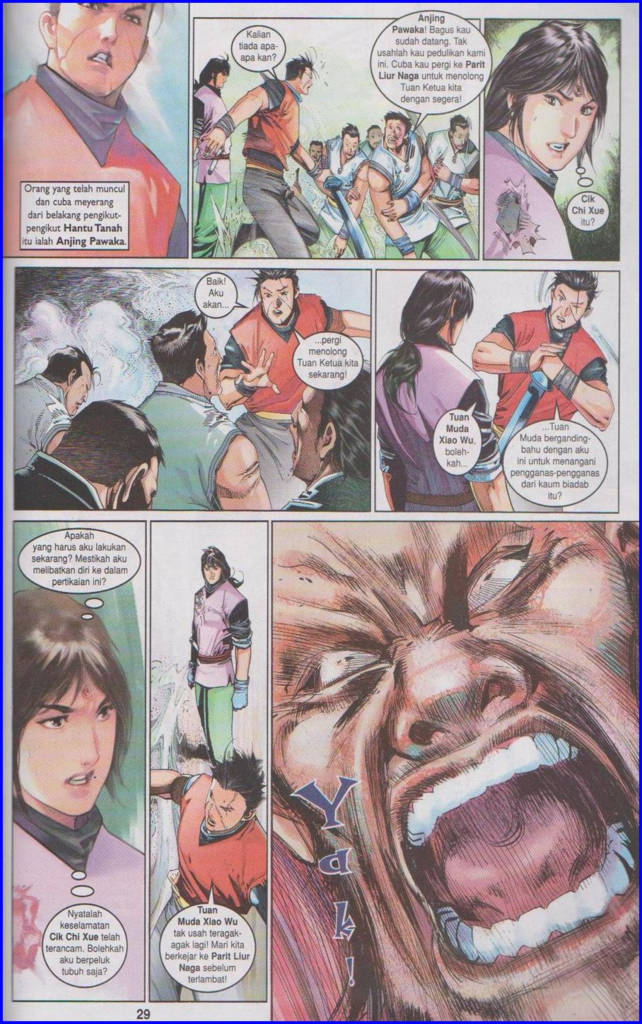 Orang yang telah muncul
dan cuba meyerang
dari belakang pengikut-
pengikut Hantu Tanah
itu ialah Anjing Pawaka.
Kalian
tiada apa-
apa kan?
Anjing
Pawaka! Bagus kau
sudah datang. Tak
usahlah kau pedulikan kami
ini. Cuba kau pergi ke Parit
Liur Naga untuk menolong
Tuan Ketua kita
dengan segera!
Cik
Chi Xue
itu?
Baik!
Aku
akan...
...pergi
menolong
Tuan Ketua kita
sekarang!
Tuan
Muda
Xiao Wu,
boleh-
kah...
...Tuan
Muda berganding-
bahu dengan aku
ini untuk menangani
pengganas-pengganas
dari kaum biadab
itu?
Apakah
yang harus aku lakukan
sekarang? Mestikah aku
melibatkan diri ke dalam
pertikaian ini?
Nyatalah
keselamatan
Cik Chi Xue telah
terancam. Bolehkah
aku berpeluk
tubuh saja?
Tuan
Muda Xiao Wu
tak usah teragak-
agak lagi! Mari kita
berkejar ke Parit Liur
Naga sebelum
terlambat!
Yak!
29